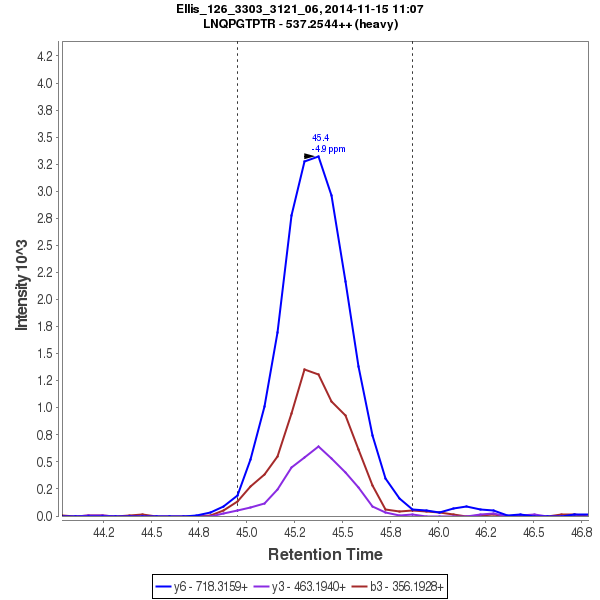 Ellis_126_3303_3121_06, 2014-11-15 11:07
LNQPGTPTR - 537.2544++ (heavy)
Intensity 10^3
4.2
4.0
3.8
3.5
3.2
3.0
2.8
2.5
2.2
2.0
1.8
1.5
1.2
1.0
0.8
0.5
0.2
0.0
45.4
-4.9 ppm
44.2 44.5 44.8 45.0 45.2 45.5 45.8 46.0 46.2 46.5 46.8
Retention Time
y6 - 718.3159+ y3 - 463.1940+ b3 - 356.1928+